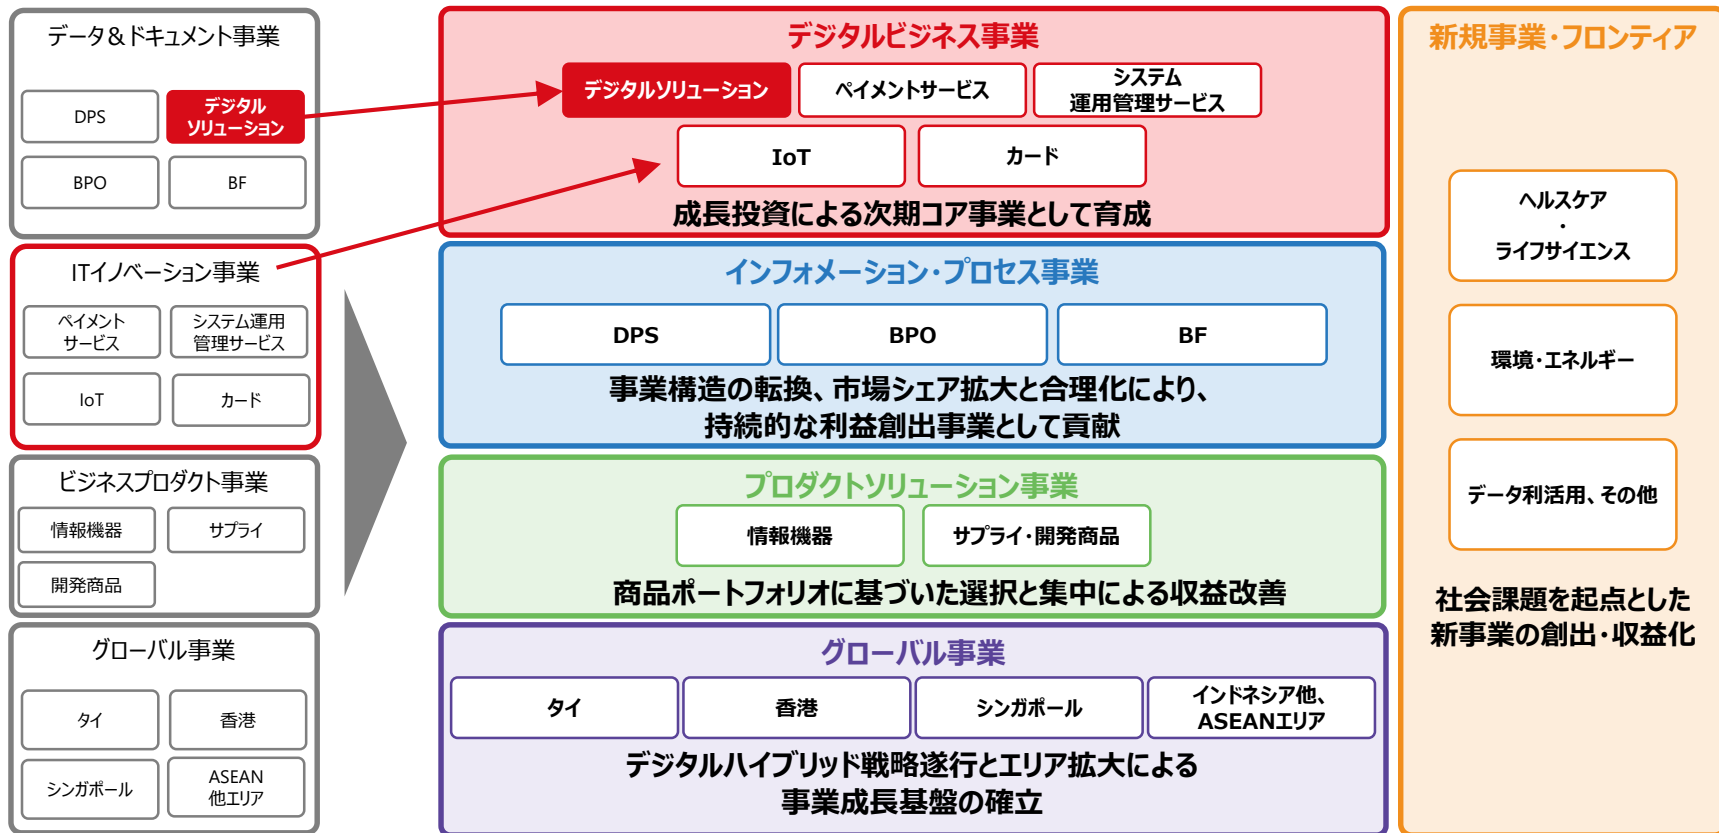 データ＆ドキュメント事業
DPS
デジタル
ソリューション
BPO
BF
ITイノベーション事業
ペイメント
サービス
システム運用
管理サービス
IoT
カード
ビジネスプロダクト事業
情報機器
サプライ
開発商品
グローバル事業
タイ
香港
シンガポール
ASEAN
他エリア
デジタルビジネス事業
デジタルソリューション
ペイメントサービス
システム
運用管理サービス
IoT
カード
成長投資による次期コア事業として育成
インフォメーション・プロセス事業
DPS
BPO
BF
事業構造の転換、市場シェア拡大と合理化により、
持続的な利益創出事業として貢献
プロダクトソリューション事業
情報機器
サプライ・開発商品
商品ポートフォリオに基づいた選択と集中による収益改善
グローバル事業
タイ
香港
シンガポール
インドネシア他、
ASEANエリア
デジタルハイブリッド戦略遂行とエリア拡大による
事業成長基盤の確立
新規事業・フロンティア
ヘルスケア
・
ライフサイエンス
環境・エネルギー
データ利活用、その他
社会課題を起点とした
新事業の創出・収益化